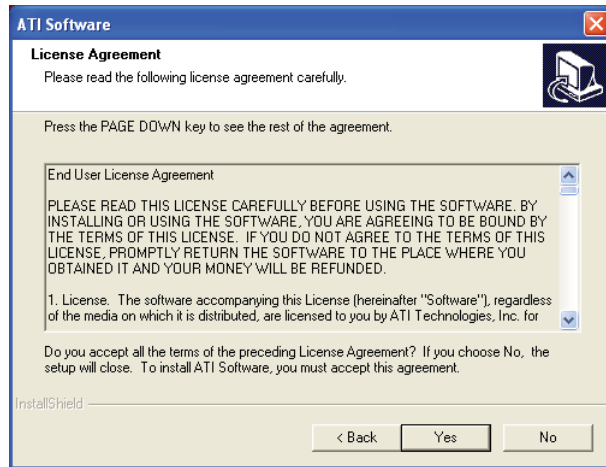 ATI Software
License Agreement
Please read the following license agreement carefully.
Press the PAGE DOWN key to see the rest of the agreement.
End User License Agreement
PLEASE READ THIS LICENSE CAREFULLY BEFORE USING THE SOFTWARE. BY
INSTALLING OR USING THE SOFTWARE, YOU ARE AGREEING TO BE BOUND BY
THE TERMS OF THIS LICENSE.  IF YOU DO NOT AGREE TO THE TERMS OF THIS
LICENSE, PROMPTLY RETURN THE SOFTWARE TO THE PLACE WHERE YOU
OBTAINED IT AND YOUR MONEY WILL BE REFUNDED.
1. License.  The software accompanying this License (hereinafter "Software"), regardless
of the media on which it is distributed, are licensed to you by ATI Technologies, Inc. for
Do you accept all the terms of the preceding License Agreement?  If you choose No,  the
setup will close.  To install ATI Software, you must accept this agreement.
InstallShield
< Back
Yes
No